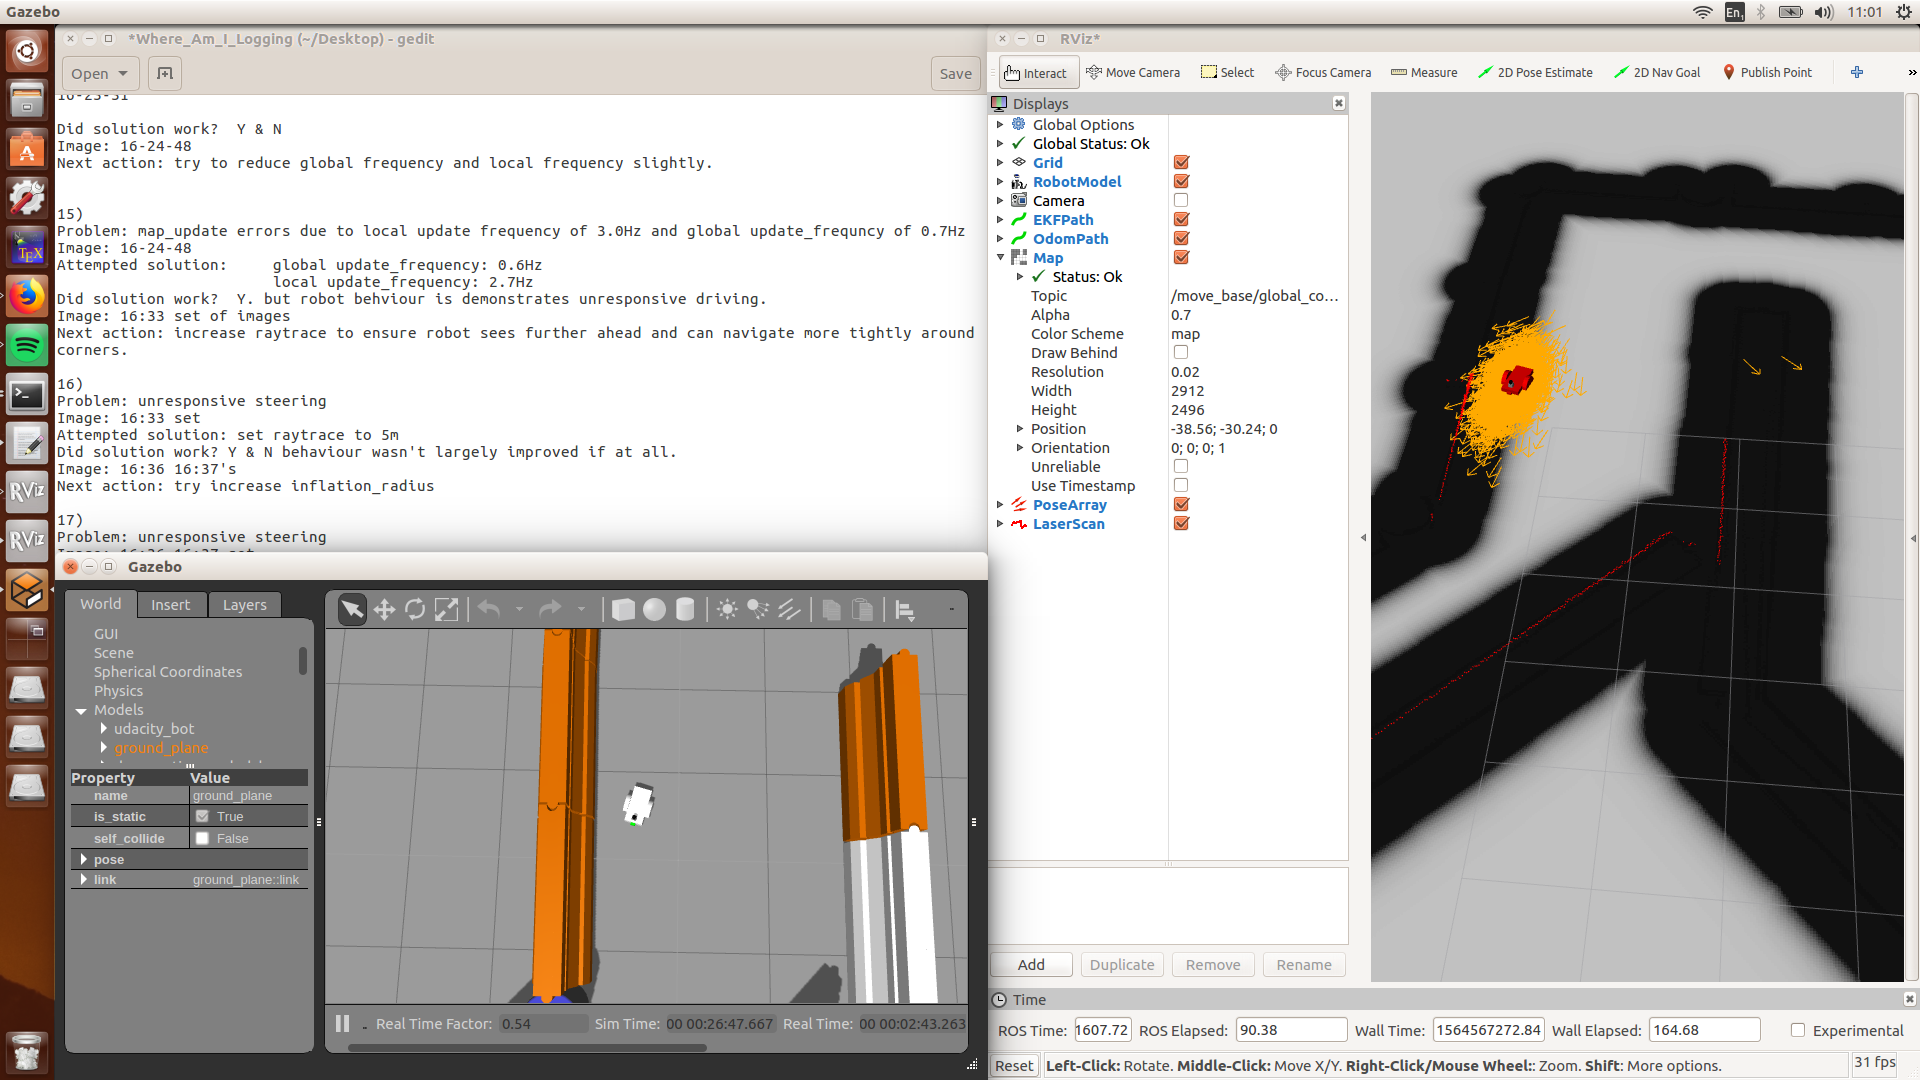 Gazebo
En1
11:01
*Where_Am_I_Logging (~/Desktop) - gedit
Open
Save
16-23-31
Did solution work?  Y & N
Image: 16-24-48
Next action: try to reduce global frequency and local frequency slightly.
15)
Problem: map_update errors due to local update frequency of 3.0Hz and global update_frequncy of 0.7Hz
Image: 16-24-48
Attempted solution:     global update_frequency: 0.6Hz
local update_frequency: 2.7Hz
Did solution work?  Y. but robot behviour is demonstrates unresponsive driving.
Image: 16:33 set of images
Next action: increase raytrace to ensure robot sees further ahead and can navigate more tightly around
corners.
16)
Problem: unresponsive steering
Image: 16:33 set
Attempted solution: set raytrace to 5m
Did solution work? Y & N behaviour wasn't largely improved if at all.
Image: 16:36 16:37's
Next action: try increase inflation_radius
17)
Problem: unresponsive steering
Image: 16:36 16:37 set
TEX
RViz
RViz
Gazebo
World
Insert
Layers
GUI
Scene
Spherical Coordinates
Physics
Models
udacity_bot
ground_plane
Property Value
name ground_plane
is_static True
self_collide False
pose
link ground_plane::link
Real Time Factor: 0.54 Sim Time: 00 00:26:47.667 Real Time: 00 00:02:43.263
RViz*
Interact Move Camera Select Focus Camera Measure 2D Pose Estimate 2D Nav Goal Publish Point »
Displays
Global Options
Global Status: Ok
Grid
RobotModel
Camera
EKFPath
OdomPath
Map
Status: Ok
Topic /move_base/global_co...
Alpha 0.7
Color Scheme map
Draw Behind
Resolution 0.02
Width 2912
Height 2496
Position -38.56; -30.24; 0
Orientation 0; 0; 0; 1
Unreliable
Use Timestamp
PoseArray
LaserScan
Add Duplicate Remove Rename
Time
ROS Time: 1607.72 ROS Elapsed: 90.38 Wall Time: 1564567272.84 Wall Elapsed: 164.68 Experimental
Reset Left-Click: Rotate. Middle-Click: Move X/Y. Right-Click/Mouse Wheel:: Zoom. Shift: More options. 31 fps